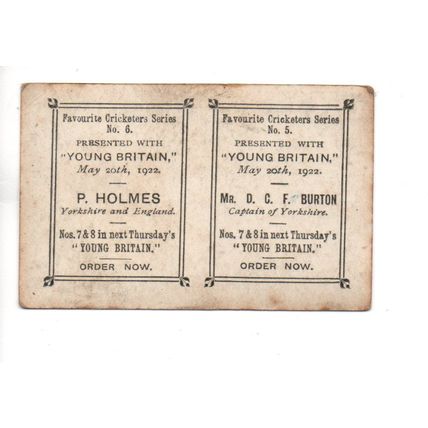 Favourite Cricketers Series
No. 6.
PRESENTED WITH
"YOUNG BRITAIN,"
May 20th, 1922.
P. HOLMES
Yorkshire and England.
Nos. 7 & 8 in next Thursday's
"YOUNG BRITAIN."
ORDER NOW.
Favourite Cricketers Series
No. 5.
PRESENTED WITH
"YOUNG BRITAIN,"
May 20th, 1922.
MR. D. C. F. BURTON
Captain of Yorkshire.
Nos. 7 & 8 in next Thursday's
"YOUNG BRITAIN."
ORDER NOW.